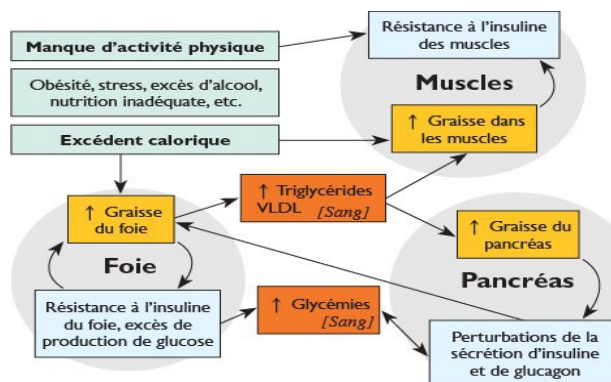 Manque d'activité physique
Résistance à l'insuline
des muscles
Obésité, stress, excès d'alcool,
nutrition inadéquate, etc.
Muscles
Excédent calorique
↑ Graisse dans
les muscles
↑ Graisse
du foie
↑ Triglycérides
VLDL [Sang]
↑ Graisse du
pancréas
Foie
Pancréas
Résistance à l'insuline
du foie, excès de
production de glucose
↑ Glycémies
[Sang]
Perturbations de la
sécrétion d'insuline
et de glucagon